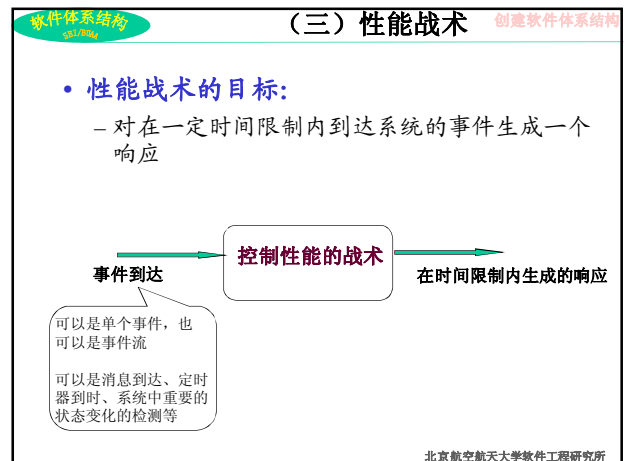 软件体系结构
SEI/BUAA
（三）性能战术
创建软件体系结构
• 性能战术的目标:
– 对在一定时间限制内到达系统的事件生成一个
响应
控制性能的战术
事件到达
在时间限制内生成的响应
可以是单个事件，也
可以是事件流
可以是消息到达、定时
器到时、系统中重要的
状态变化的检测等
北京航空航天大学软件工程研究所